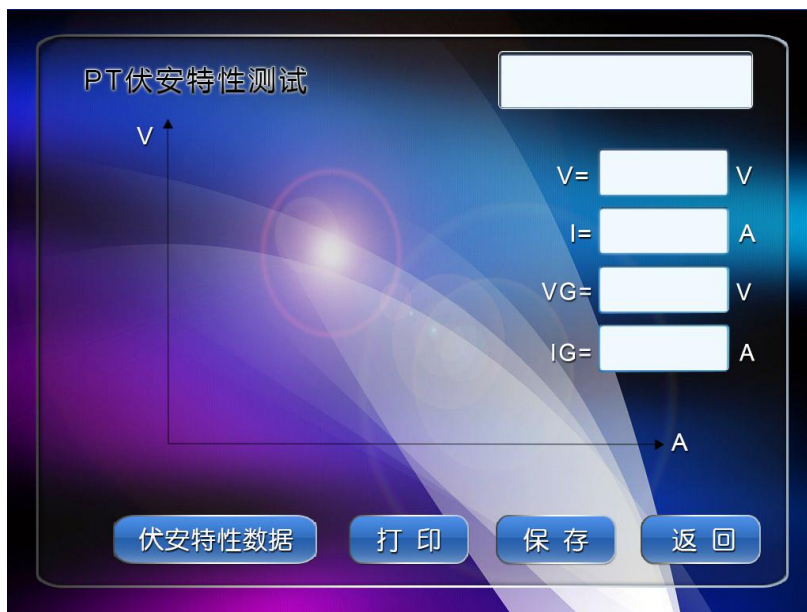 PT伏安特性测试
V
V= V
I= A
VG= V
IG= A
A
伏安特性数据 打 印 保 存 返 回